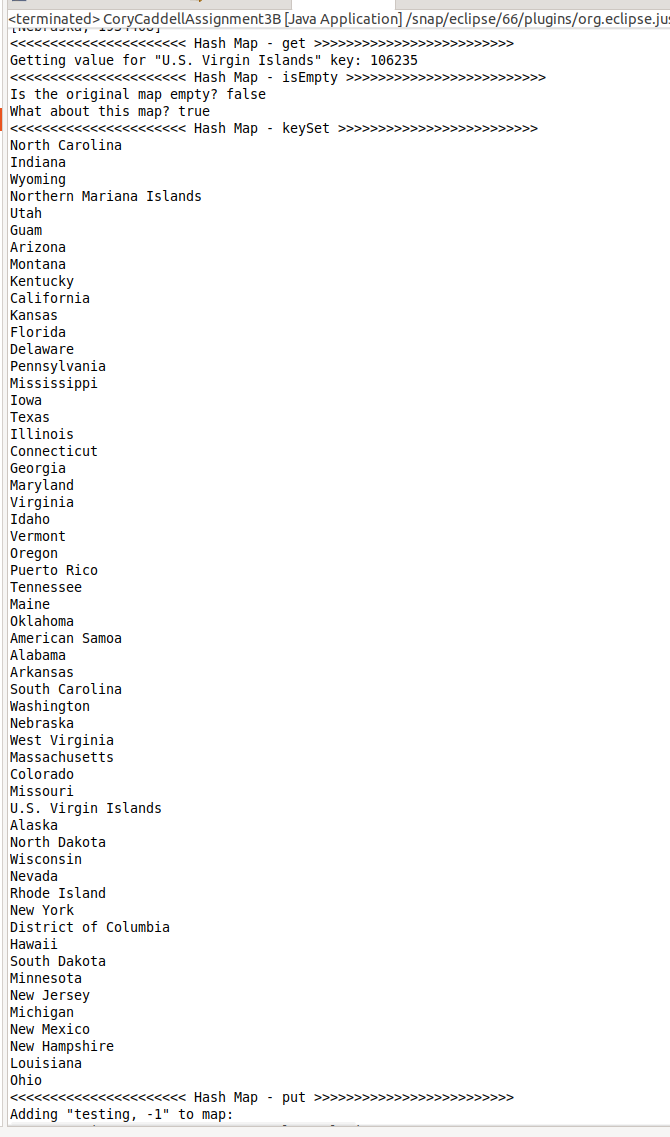 <terminated> CoryCaddellAssignment3B [Java Application] /snap/eclipse/66/plugins/org.eclipse.jus
<<<<<<<<<<<<<<<<<<<<<< Hash Map - get >>>>>>>>>>>>>>>>>>>>>>>>>
Getting value for "U.S. Virgin Islands" key: 106235
<<<<<<<<<<<<<<<<<<<<<< Hash Map - isEmpty >>>>>>>>>>>>>>>>>>>>>>>>>
Is the original map empty? false
What about this map? true
<<<<<<<<<<<<<<<<<<<<<< Hash Map - keySet >>>>>>>>>>>>>>>>>>>>>>>>>
North Carolina
Indiana
Wyoming
Northern Mariana Islands
Utah
Guam
Arizona
Montana
Kentucky
California
Kansas
Florida
Delaware
Pennsylvania
Mississippi
Iowa
Texas
Illinois
Connecticut
Georgia
Maryland
Virginia
Idaho
Vermont
Oregon
Puerto Rico
Tennessee
Maine
Oklahoma
American Samoa
Alabama
Arkansas
South Carolina
Washington
Nebraska
West Virginia
Massachusetts
Colorado
Missouri
U.S. Virgin Islands
Alaska
North Dakota
Wisconsin
Nevada
Rhode Island
New York
District of Columbia
Hawaii
South Dakota
Minnesota
New Jersey
Michigan
New Mexico
New Hampshire
Louisiana
Ohio
<<<<<<<<<<<<<<<<<<<<<< Hash Map - put >>>>>>>>>>>>>>>>>>>>>>>>>
Adding "testing, -1" to map: